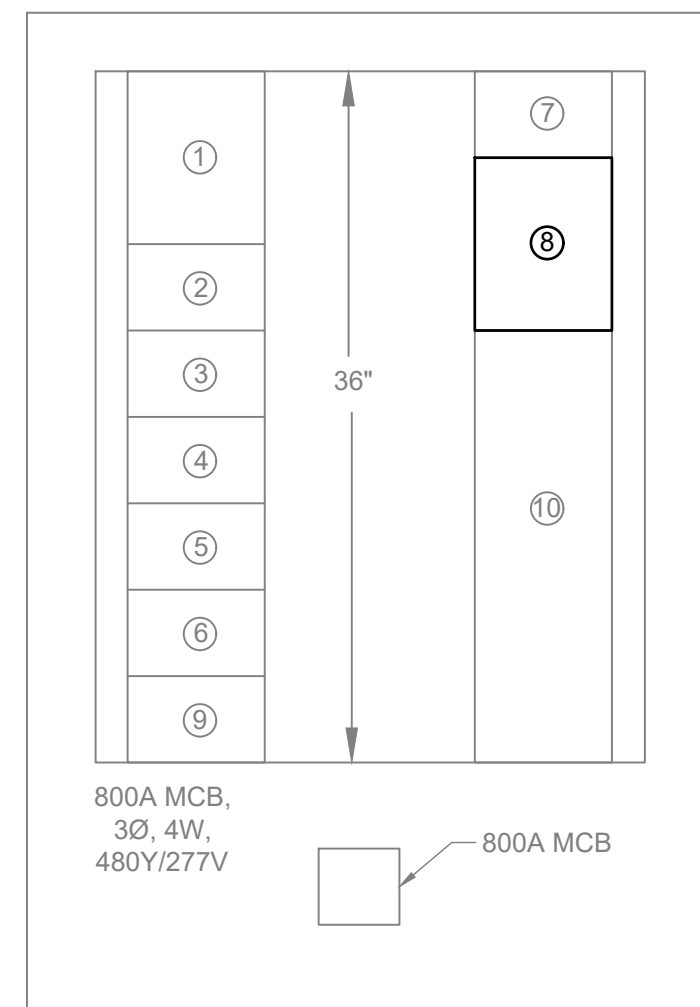 ①
②
③
④
⑤
⑥
⑨
36"
⑦
⑧
⑩
800A MCB,
3Ø, 4W,
480Y/277V
800A MCB